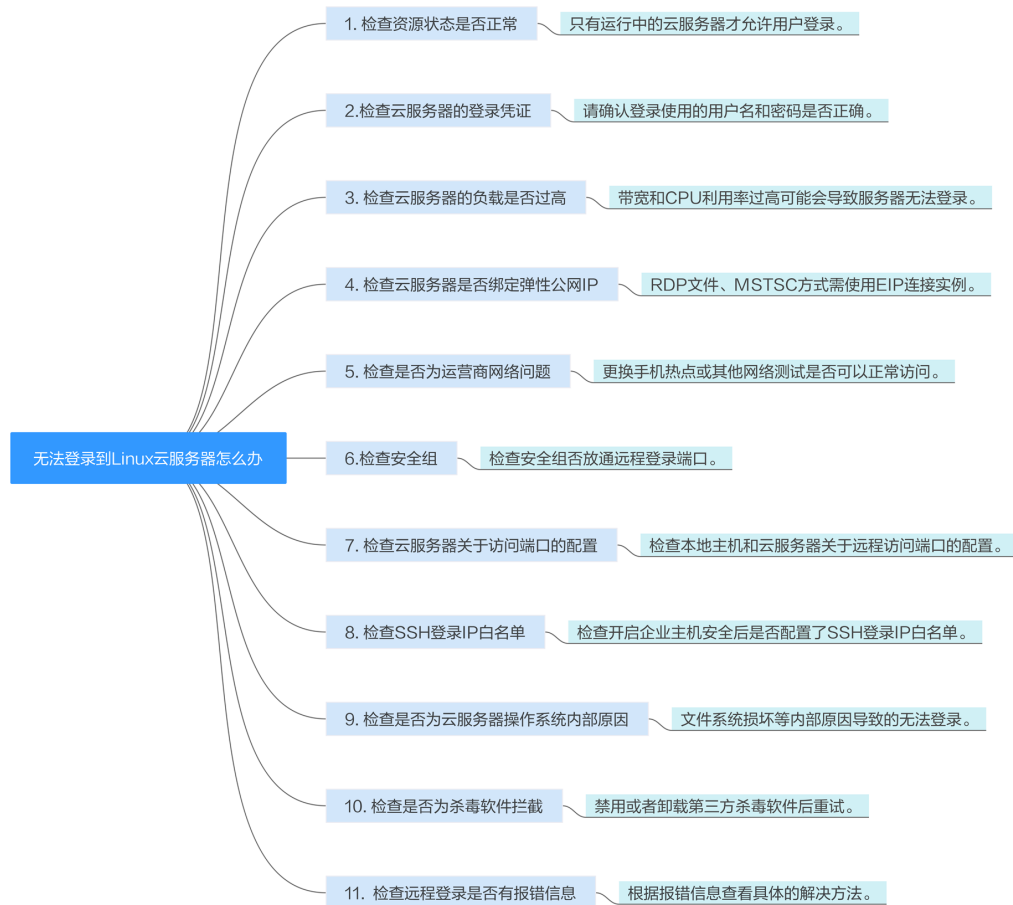 无法登录到Linux云服务器怎么办
1. 检查资源状态是否正常
只有运行中的云服务器才允许用户登录。
2.检查云服务器的登录凭证
请确认登录使用的用户名和密码是否正确。
3. 检查云服务器的负载是否过高
带宽和CPU利用率过高可能会导致服务器无法登录。
4. 检查云服务器是否绑定弹性公网IP
RDP文件、MSTSC方式需使用EIP连接实例。
5. 检查是否为运营商网络问题
更换手机热点或其他网络测试是否可以正常访问。
6.检查安全组
检查安全组否放通远程登录端口。
7. 检查云服务器关于访问端口的配置
检查本地主机和云服务器关于远程访问端口的配置。
8. 检查SSH登录IP白名单
检查开启企业主机安全后是否配置了SSH登录IP白名单。
9. 检查是否为云服务器操作系统内部原因
文件系统损坏等内部原因导致的无法登录。
10. 检查是否为杀毒软件拦截
禁用或者卸载第三方杀毒软件后重试。
11. 检查远程登录是否有报错信息
根据报错信息查看具体的解决方法。